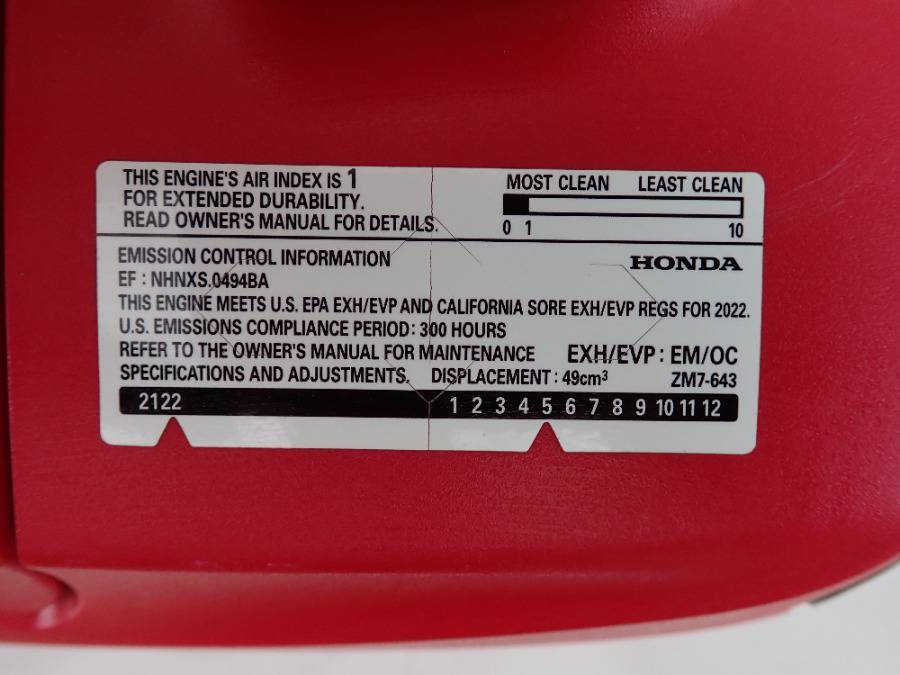 THIS ENGINE'S AIR INDEX IS 1
FOR EXTENDED DURABILITY.
READ OWNER'S MANUAL FOR DETAILS.
MOST CLEAN LEAST CLEAN
0 1 10
EMISSION CONTROL INFORMATION
HONDA
EF : NHNXS.0494BA
THIS ENGINE MEETS U.S. EPA EXH/EVP AND CALIFORNIA SORE EXH/EVP REGS FOR 2022.
U.S. EMISSIONS COMPLIANCE PERIOD: 300 HOURS
REFER TO THE OWNER'S MANUAL FOR MAINTENANCE EXH/EVP : EM/OC
SPECIFICATIONS AND ADJUSTMENTS. DISPLACEMENT : 49cm³ ZM7-643
2122 1 2 3 4 5 6 7 8 9 10 11 12